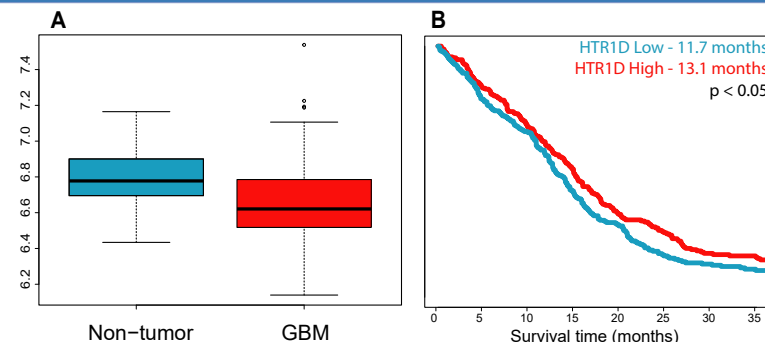 A
7.4
7.2
7.0
6.8
6.6
6.4
6.2
Non−tumor
GBM
B
HTR1D Low - 11.7 months
HTR1D High - 13.1 months
p < 0.05
0
5
10
15
20
25
30
35
Survival time (months)